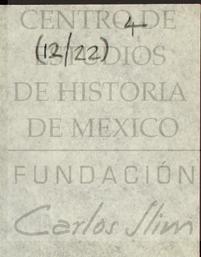 4
CENTRO DE
(12/22)
ESTUDIOS
DE HISTORIA
DE MEXICO
FUNDACIÓN
Carlos Slim